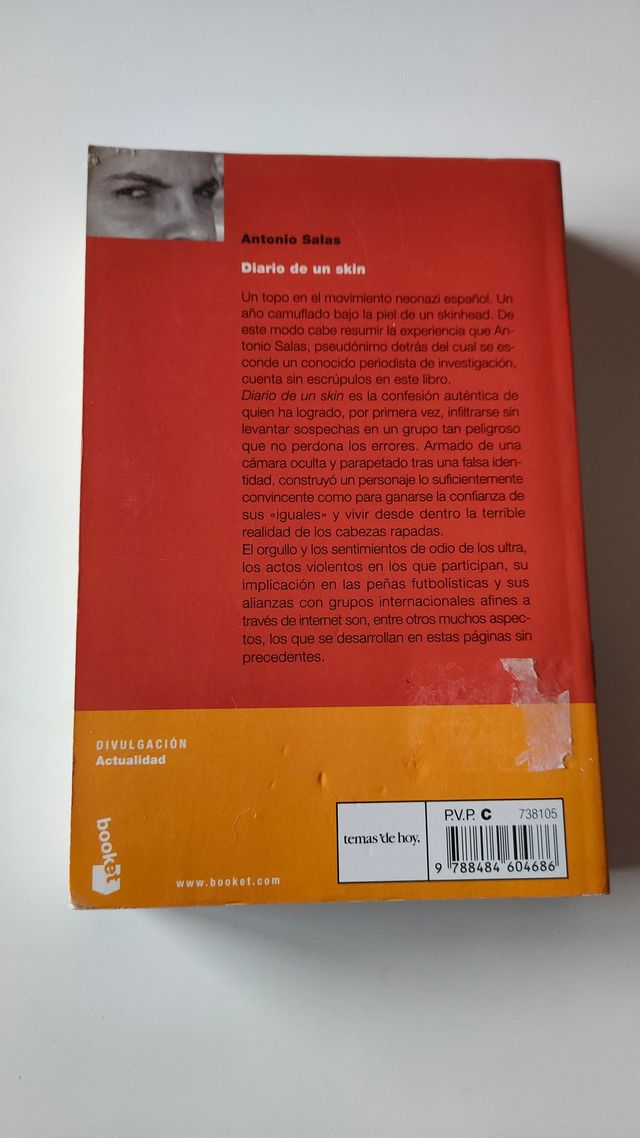 Antonio Salas
Diario de un skin
Un topo en el movimiento neonazi español. Un
año camuflado bajo la piel de un skinhead. De
este modo cabe resumir la experiencia que An-
tonio Salas, pseudónimo detrás del cual se es-
conde un conocido periodista de investigación,
cuenta sin escrúpulos en este libro.
Diario de un skin es la confesión auténtica de
quien ha logrado, por primera vez, infiltrarse sin
levantar sospechas en un grupo tan peligroso
que no perdona los errores. Armado de una
cámara oculta y parapetado tras una falsa iden-
tidad, construyó un personaje lo suficientemente
convincente como para ganarse la confianza de
sus «iguales» y vivir desde dentro la terrible
realidad de los cabezas rapadas.
El orgullo y los sentimientos de odio de los ultra,
los actos violentos en los que participan, su
implicación en las peñas futbolísticas y sus
alianzas con grupos internacionales afines a
través de internet son, entre otros muchos aspec-
tos, los que se desarrollan en estas páginas sin
precedentes.
DIVULGACIÓN
Actualidad
booket
www.booket.com
temas'de hoy.
P.V.P. C 738105
9 788484 604686